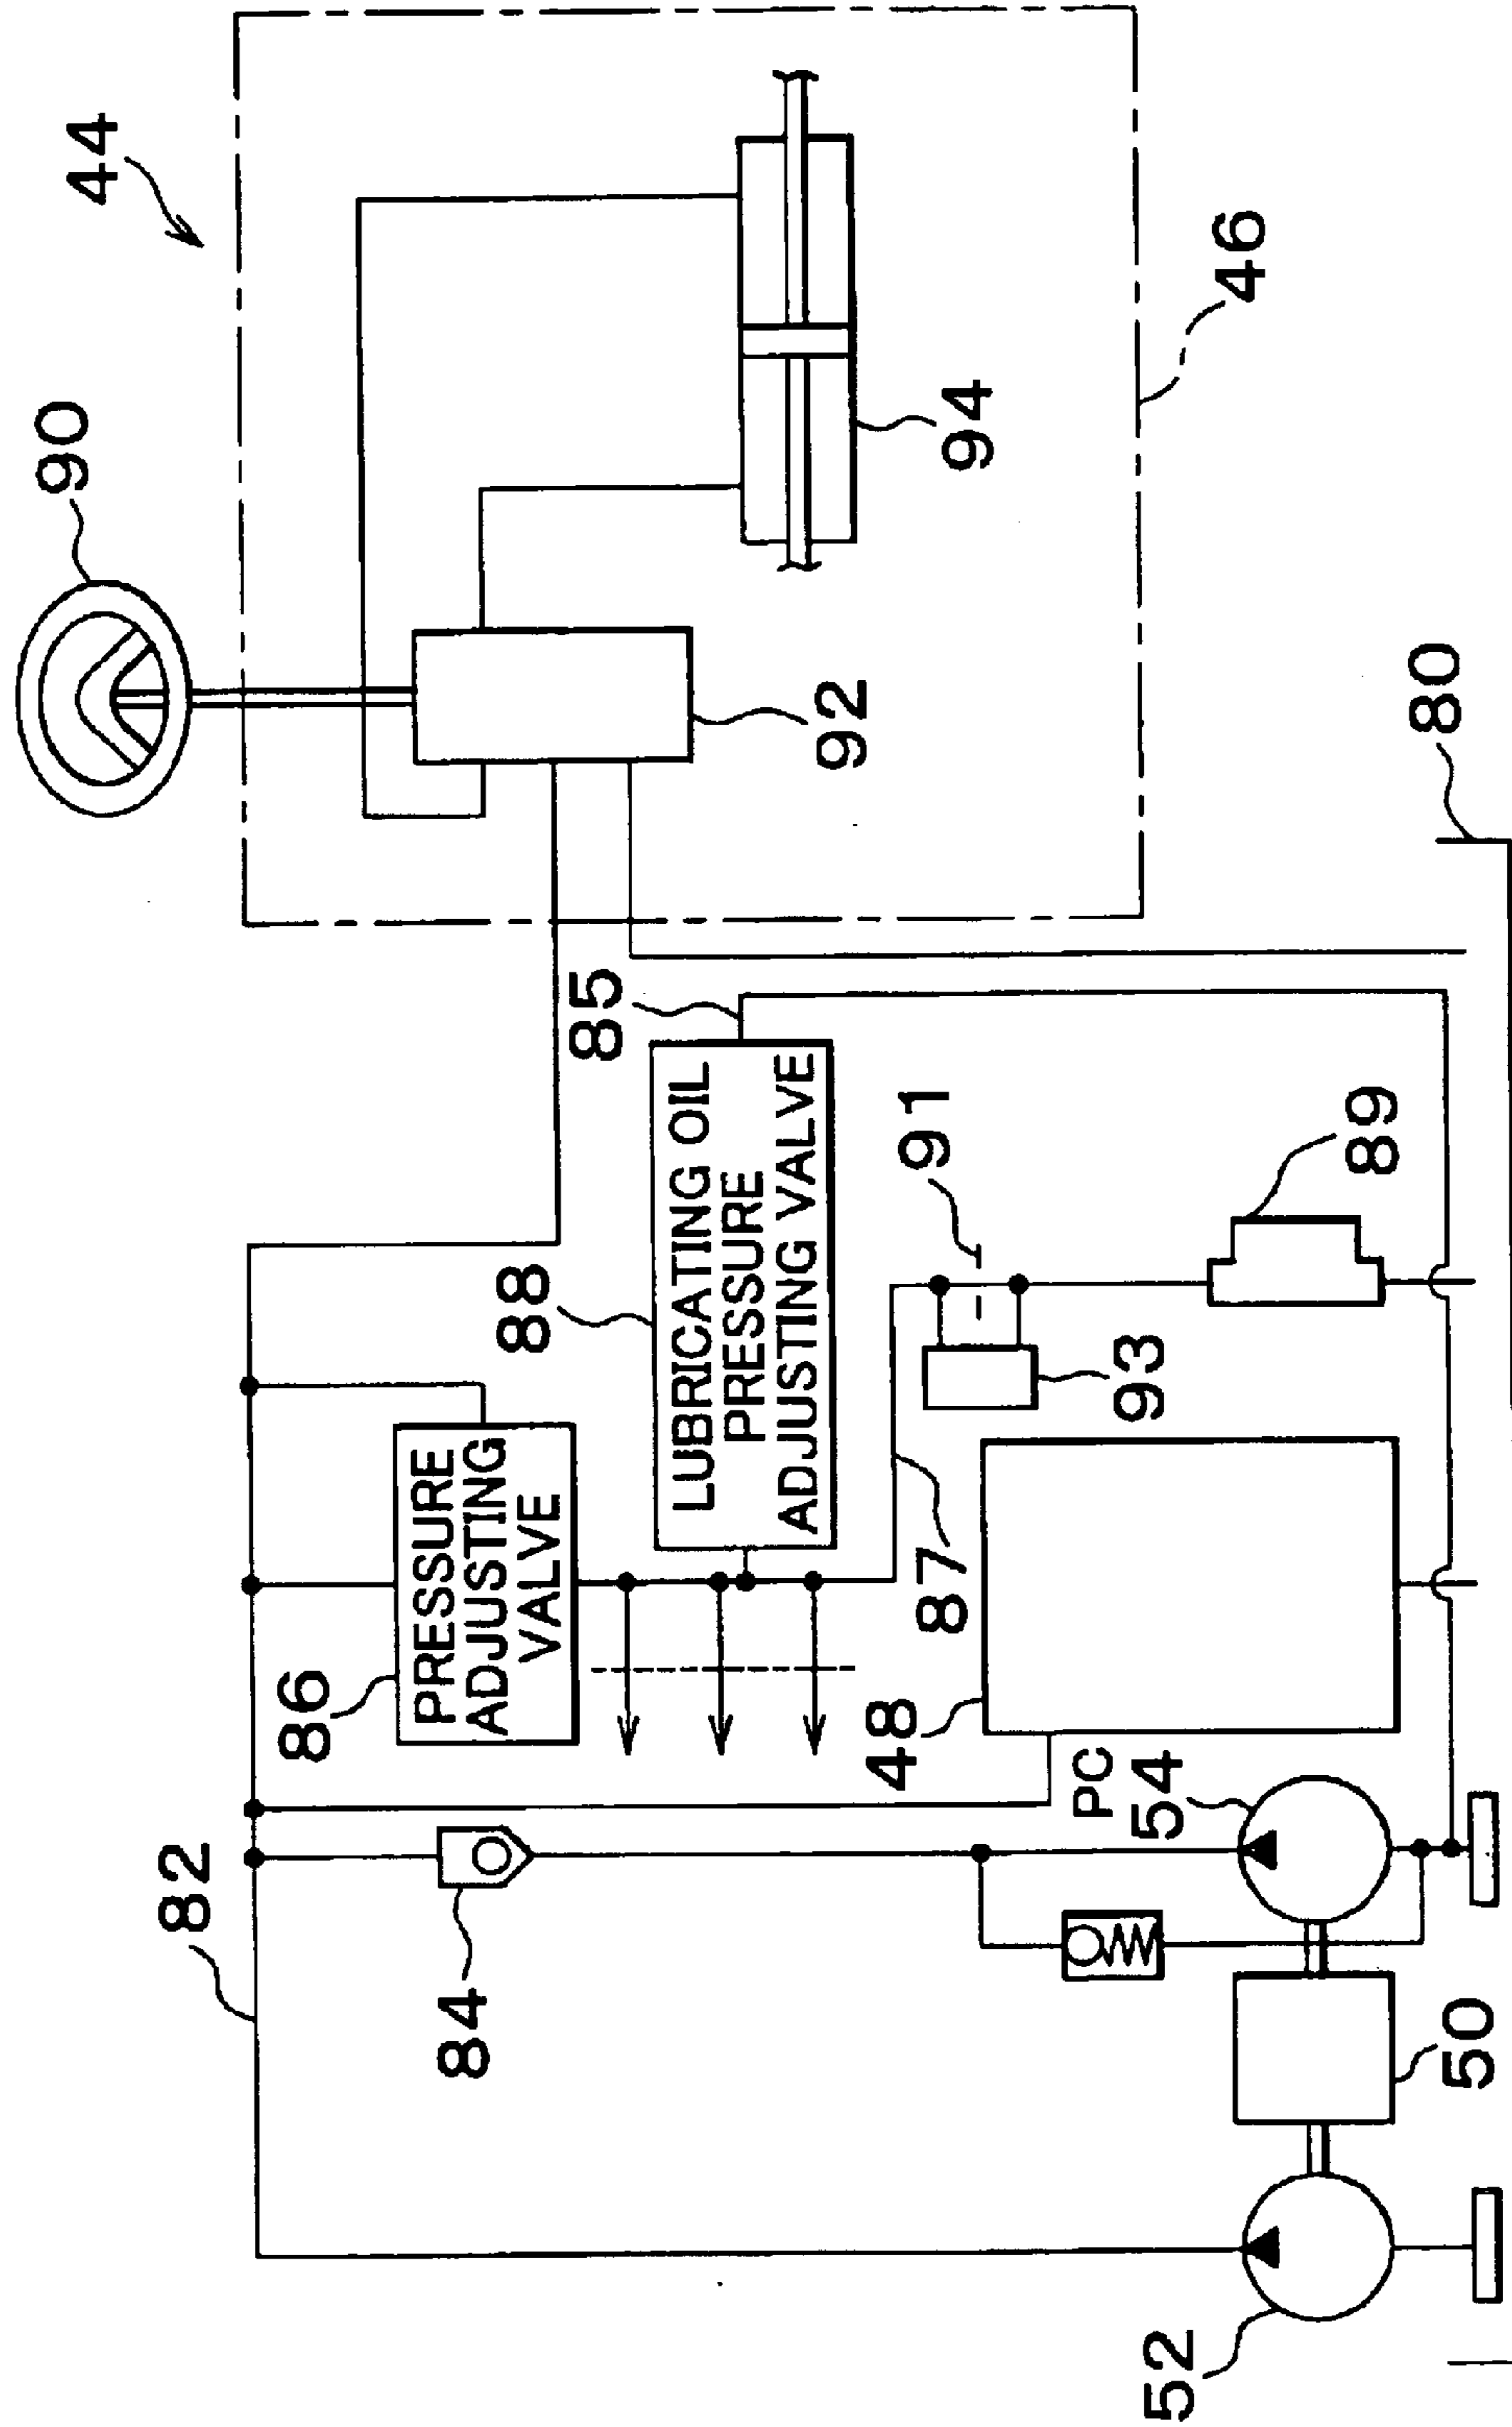 44
90
46
94
92
80
85
88
LUBRICATING OIL
PRESSURE
ADJUSTING VALVE
91
89
93
87
86
PRESSURE
ADJUSTING
VALVE
48
PC
54
82
84
50
52